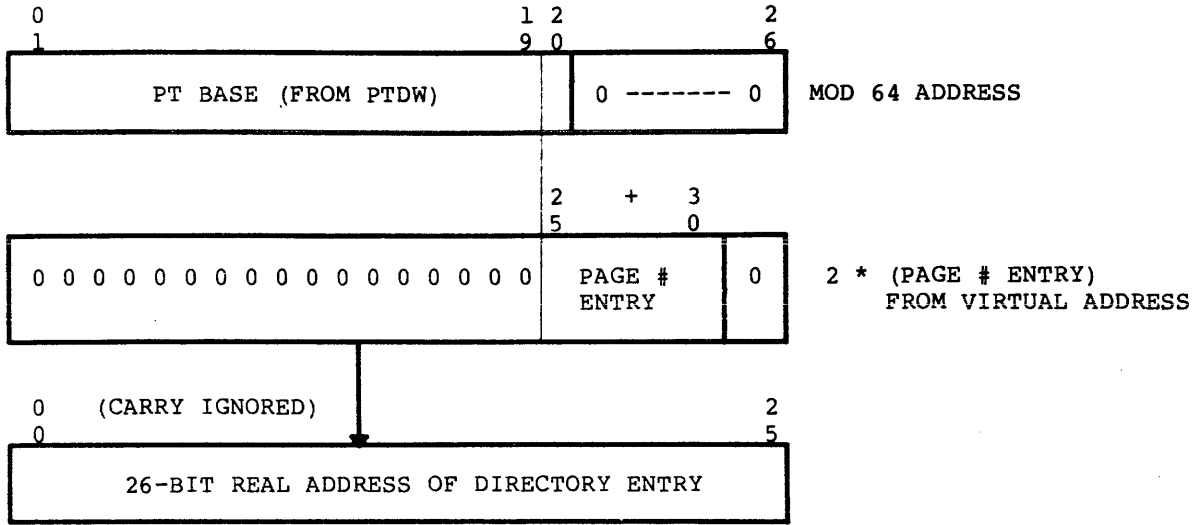 0 1 2 2
1 9 0 6
PT BASE (FROM PTDW) 0 ------- 0 MOD 64 ADDRESS
2 + 3
5 0
0 0 0 0 0 0 0 0 0 0 0 0 0 0 0 0 0 PAGE # 0 2 * (PAGE # ENTRY)
ENTRY FROM VIRTUAL ADDRESS
0 (CARRY IGNORED) 2
0 5
26-BIT REAL ADDRESS OF DIRECTORY ENTRY